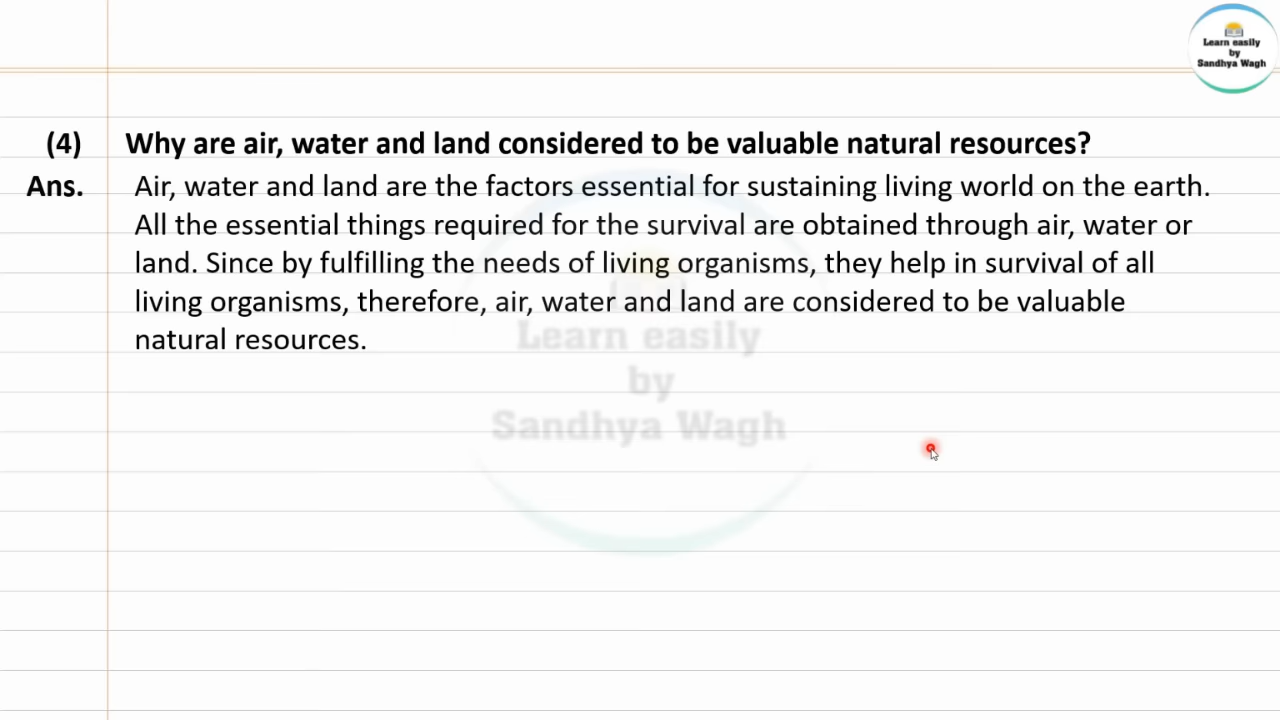 Learn easily
by
Sandhya Wagh
(4) Why are air, water and land considered to be valuable natural resources?
Ans. Air, water and land are the factors essential for sustaining living world on the earth.
All the essential things required for the survival are obtained through air, water or
land. Since by fulfilling the needs of living organisms, they help in survival of all
living organisms, therefore, air, water and land are considered to be valuable
natural resources.
Learn easily
by
Sandhya Wagh